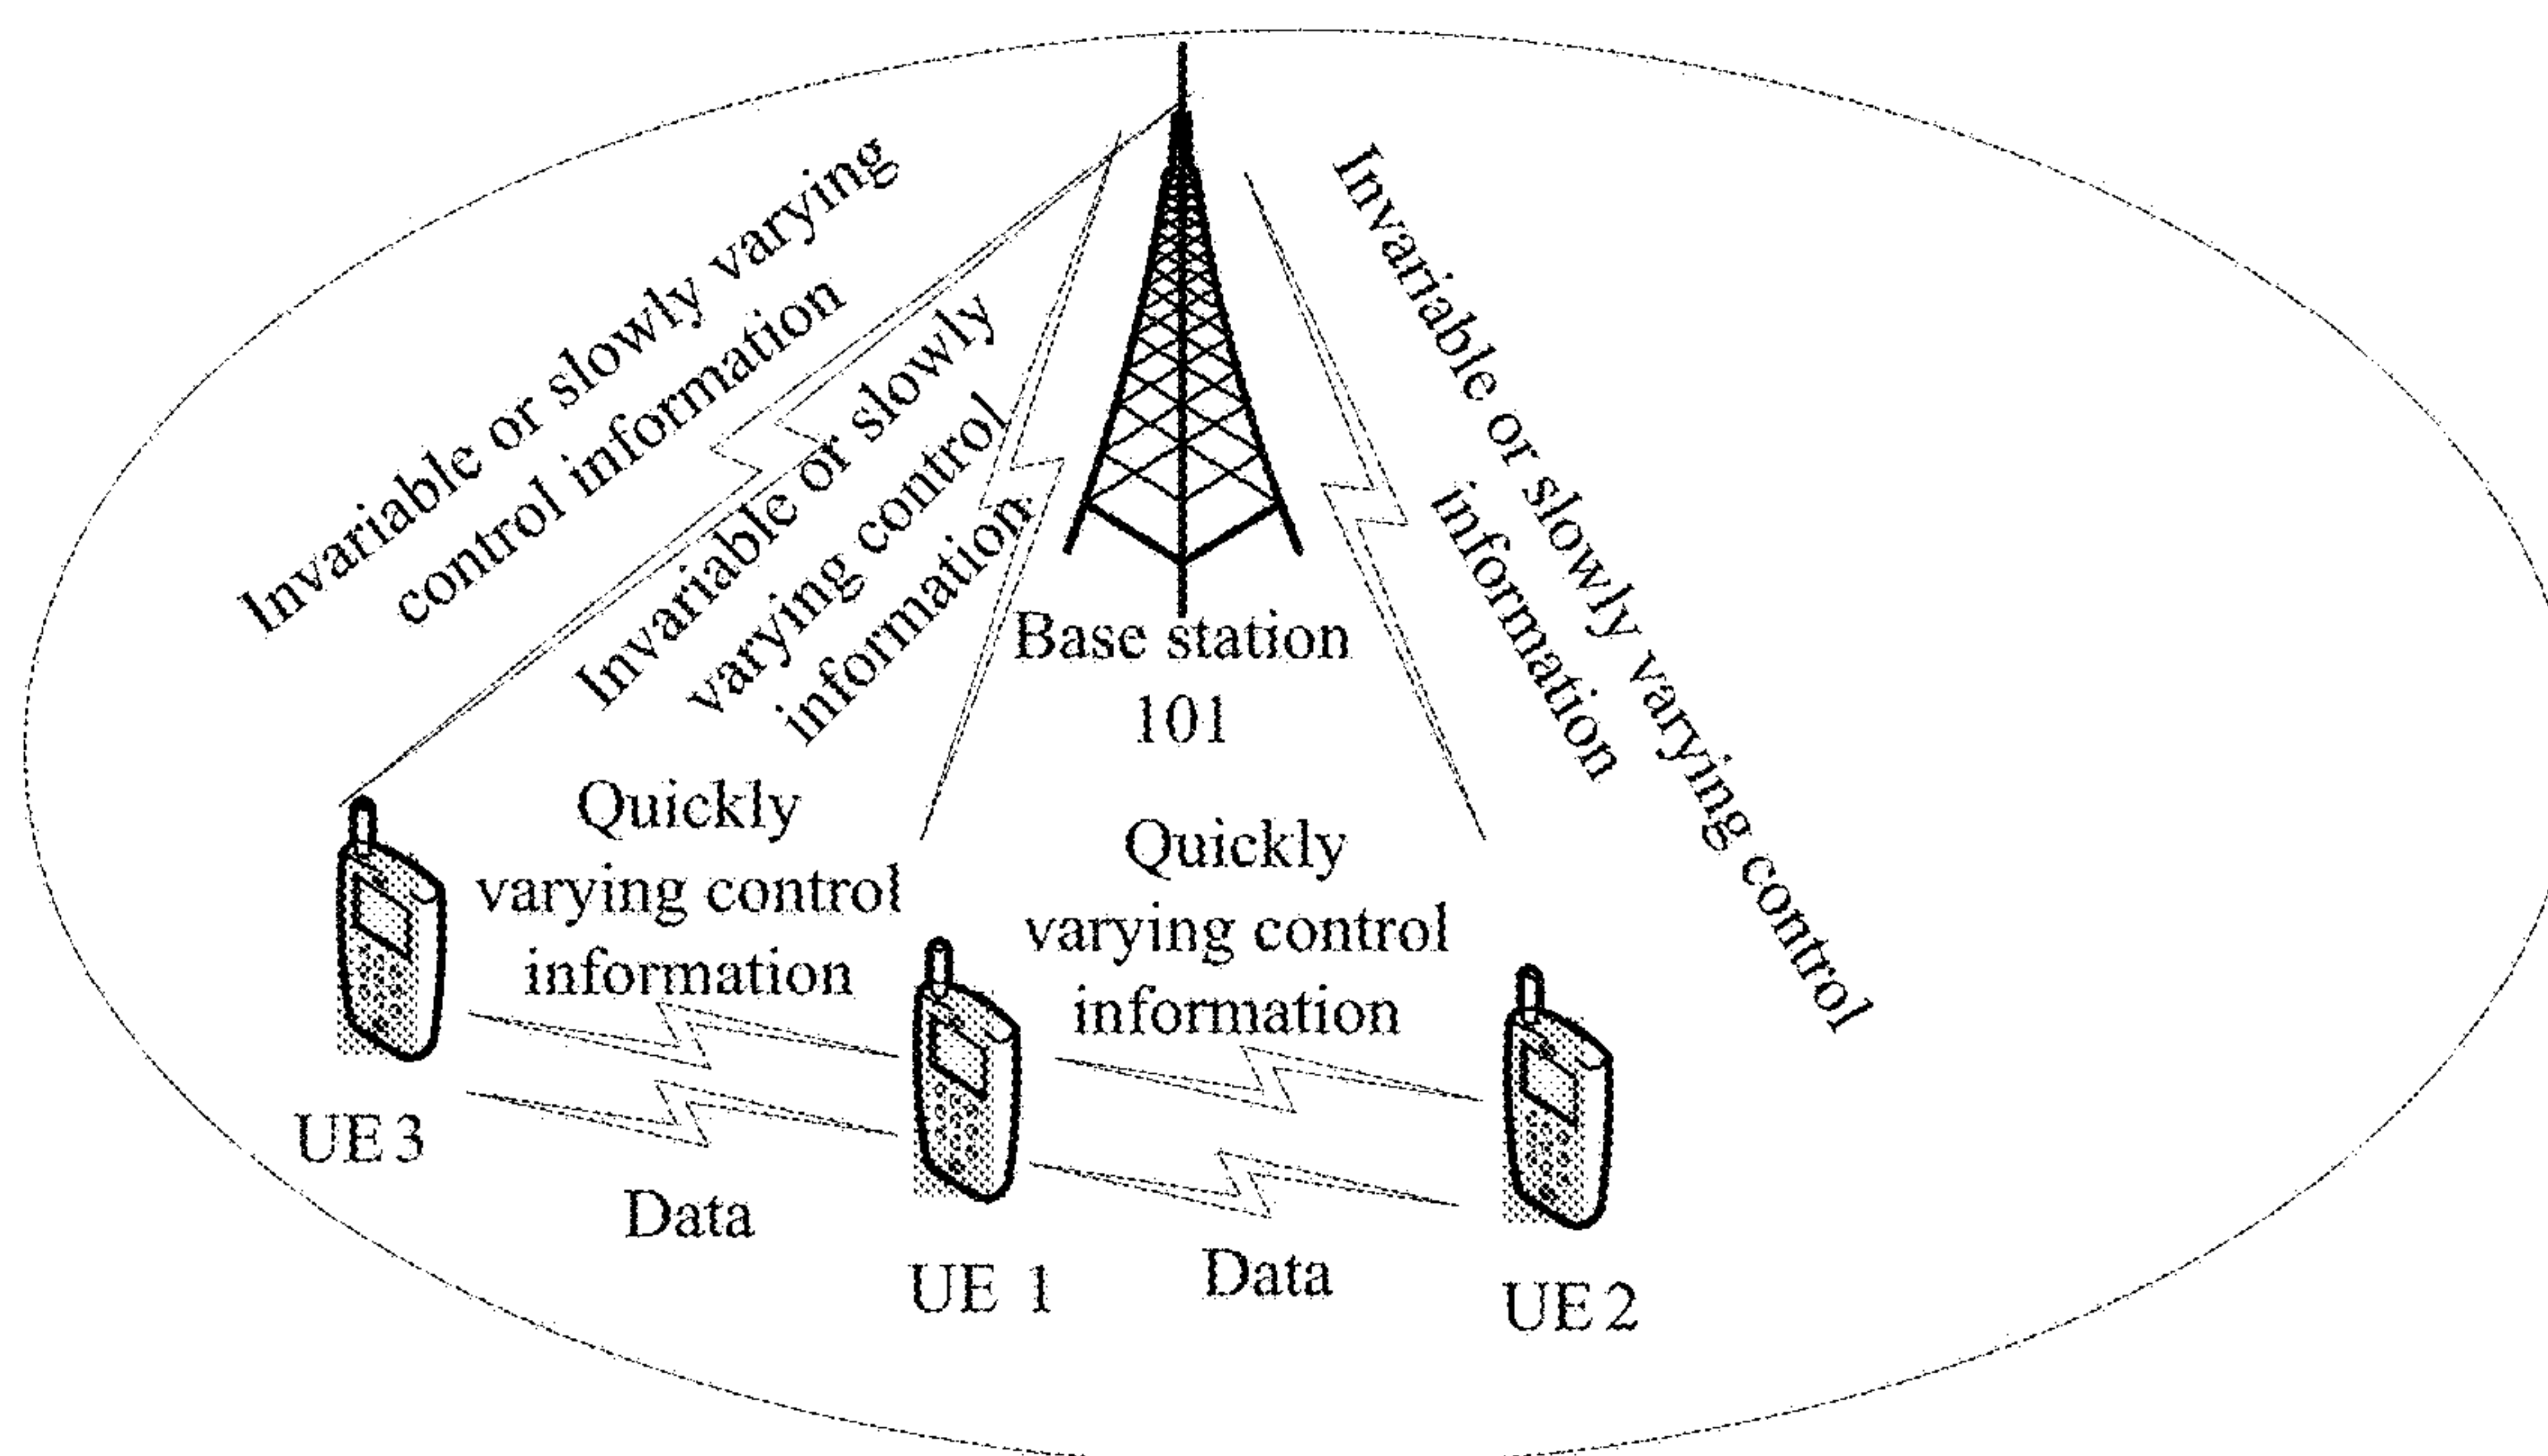 Invariable or slowly varying
control information
Invariable or slowly
varying control
information
Invariable or slowly varying control
information
Base station
101
Quickly
varying control
information
Quickly
varying control
information
UE 3
Data
UE 1
Data
UE 2